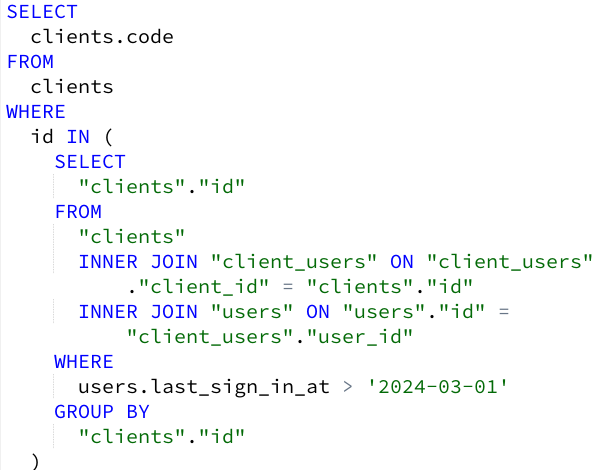 SELECT
clients.code
FROM
clients
WHERE
id IN (
SELECT
"clients"."id"
FROM
"clients"
INNER JOIN "client_users" ON "client_users"
."client_id" = "clients"."id"
INNER JOIN "users" ON "users"."id" =
"client_users"."user_id"
WHERE
users.last_sign_in_at > '2024-03-01'
GROUP BY
"clients"."id"
)